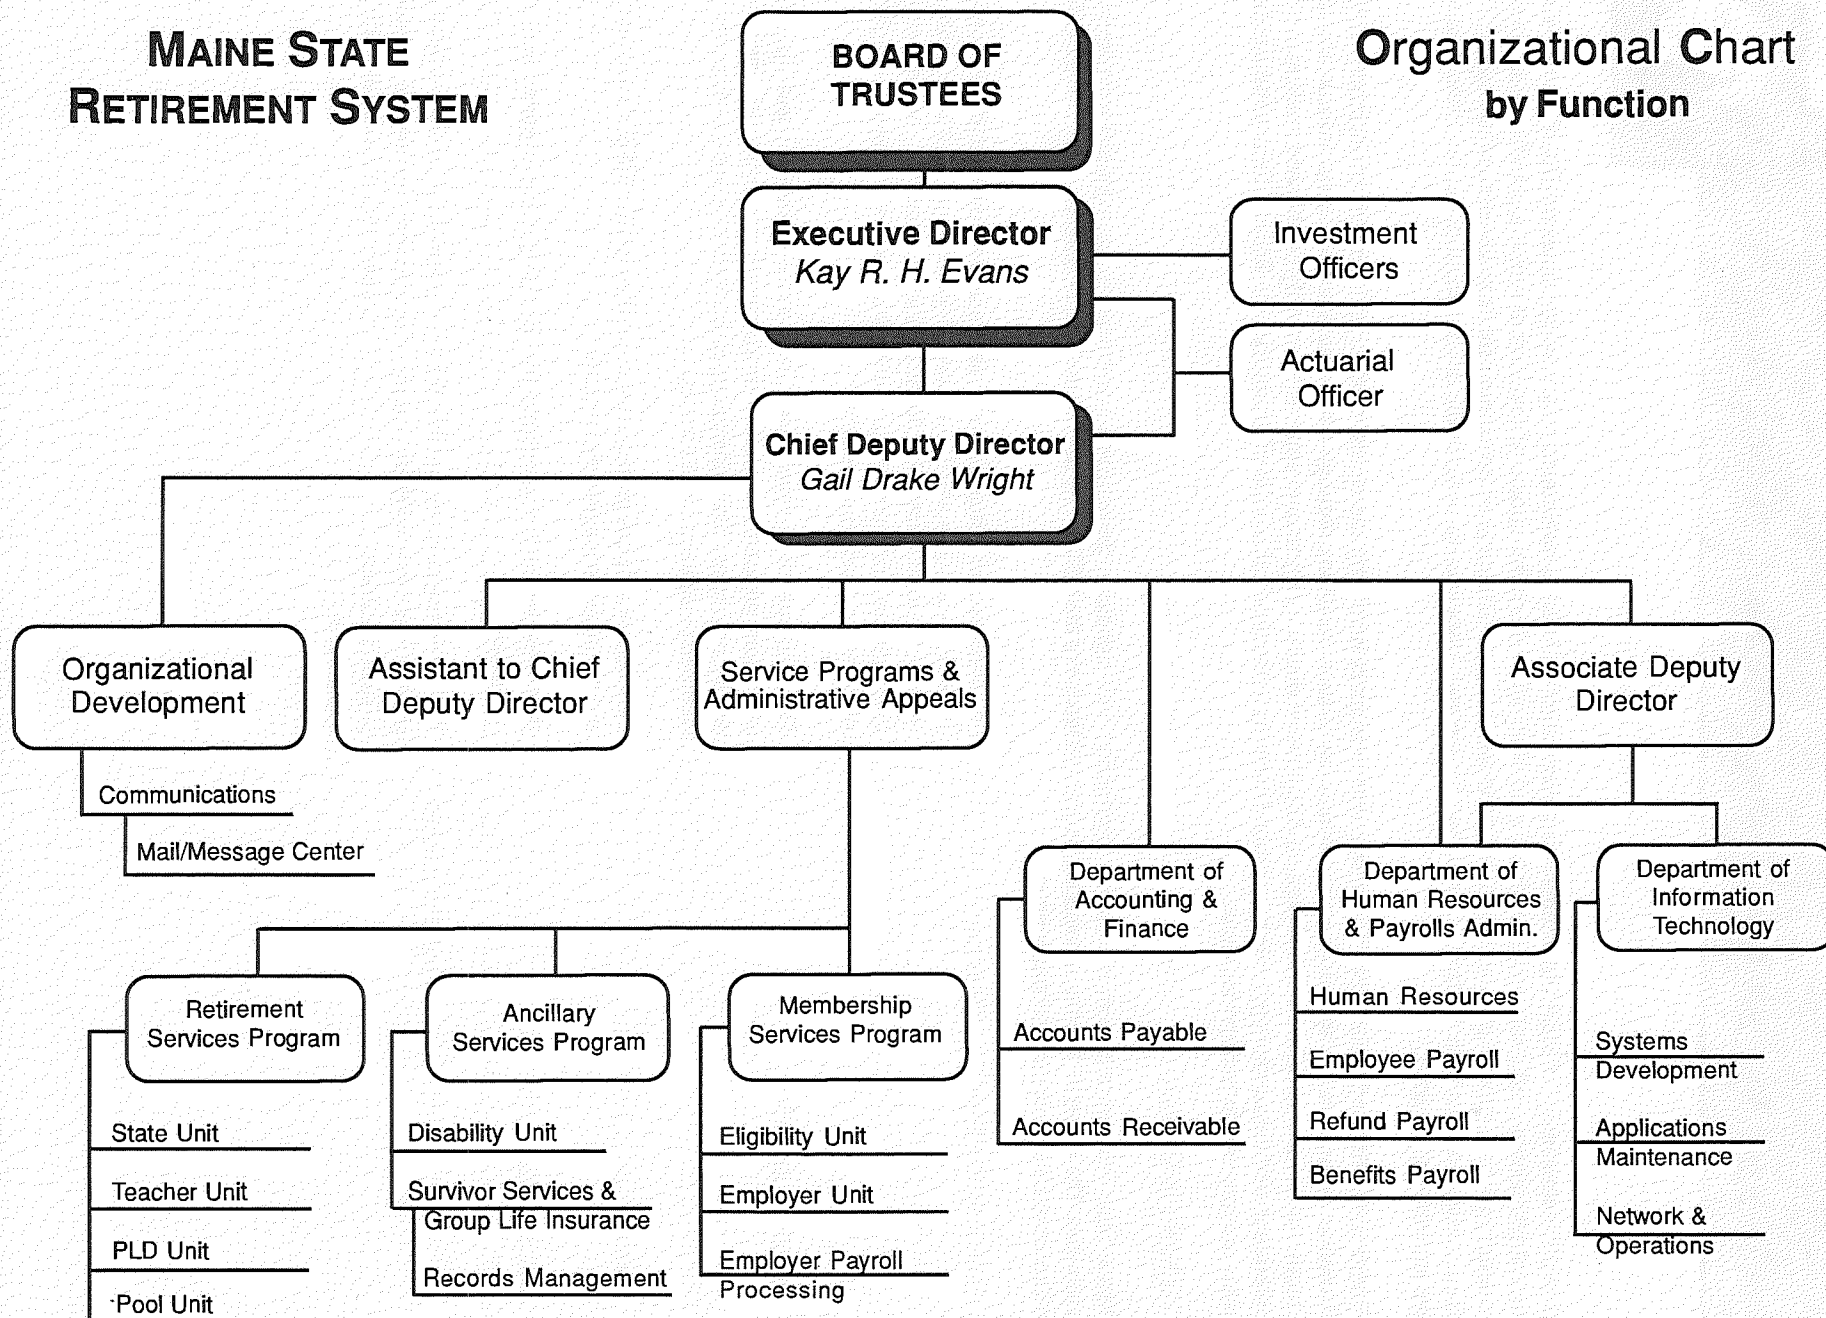 MAINE STATE
RETIREMENT SYSTEM
Organizational Chart
by Function
BOARD OF
TRUSTEES
Executive Director
Kay R. H. Evans
Investment
Officers
Actuarial
Officer
Chief Deputy Director
Gail Drake Wright
Organizational
Development
Communications
Mail/Message Center
Assistant to Chief
Deputy Director
Service Programs &
Administrative Appeals
Associate Deputy
Director
Retirement
Services Program
State Unit
Teacher Unit
PLD Unit
Pool Unit
Ancillary
Services Program
Disability Unit
Survivor Services &
Group Life Insurance
Records Management
Membership
Services Program
Eligibility Unit
Employer Unit
Employer Payroll
Processing
Department of
Accounting &
Finance
Accounts Payable
Accounts Receivable
Department of
Human Resources
& Payrolls Admin.
Human Resources
Employee Payroll
Refund Payroll
Benefits Payroll
Department of
Information
Technology
Systems
Development
Applications
Maintenance
Network &
Operations